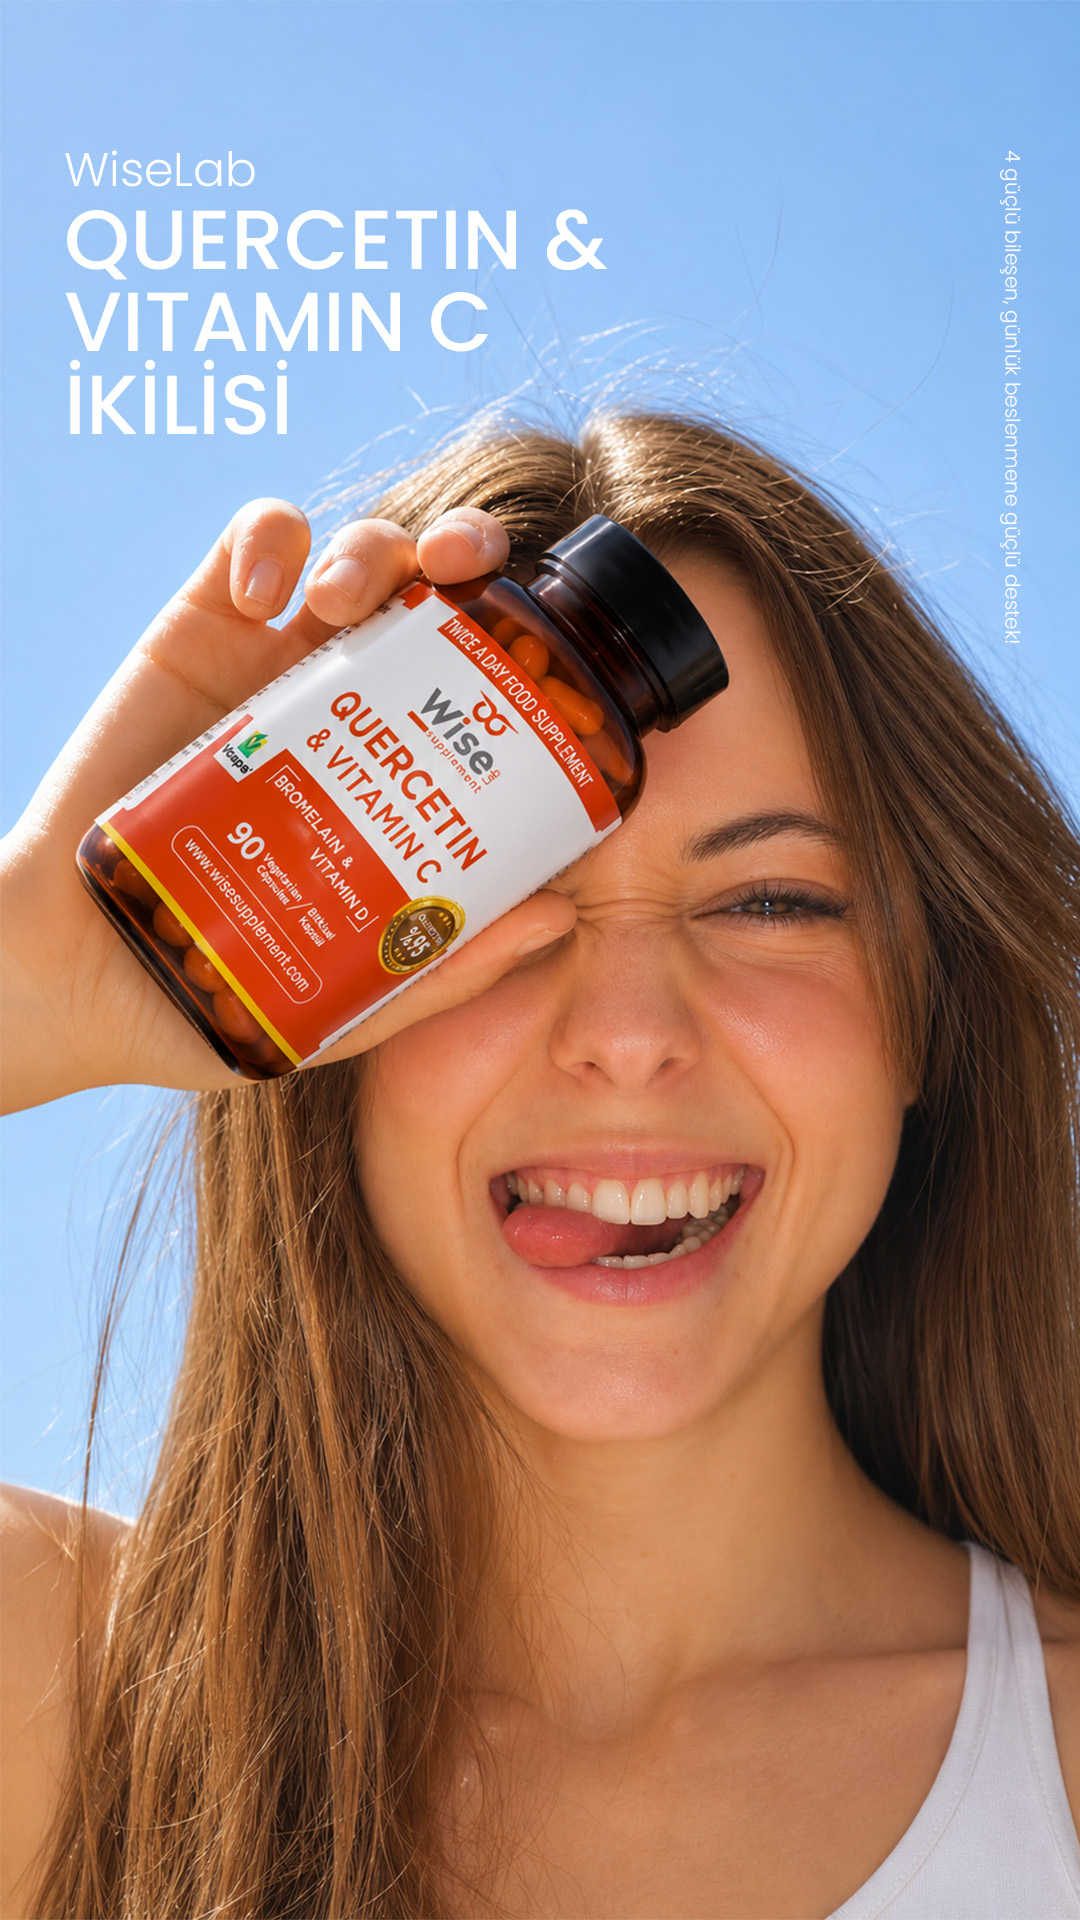 WiseLab
QUERCETIN &
VITAMIN C
İKİLİSİ
4 güçlü bileşen, günlük beslenmene güçlü destek!
TWICE A DAY FOOD SUPPLEMENT
wise lab
supplement
QUERCETIN
& VITAMIN C
Vcaps
BROMELAIN &
VITAMIN D
90 Vegetarian Capsules / Bitkisel Kapsül
www.wisesupplement.com
%95